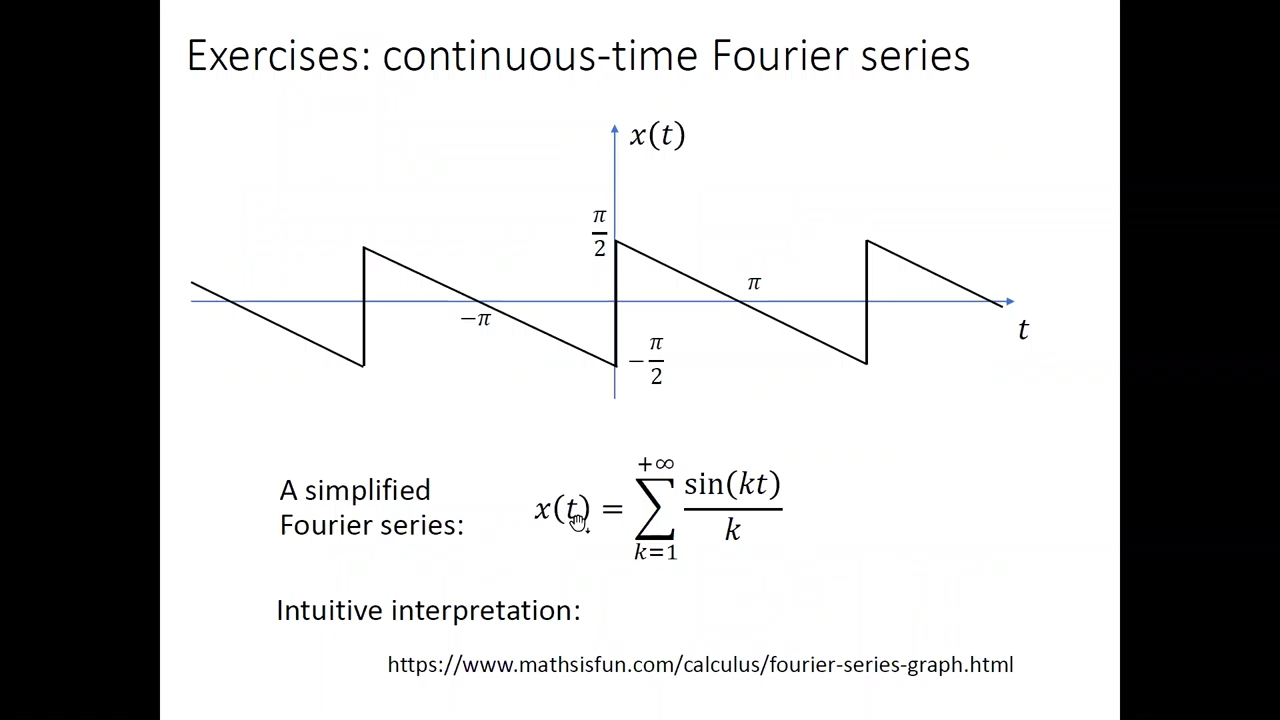 Exercises: continuous-time Fourier series
x(t)
π/2
π
−π
t
−π/2
A simplified
Fourier series:
x(t) = ∑_{k=1}^{+∞} sin(kt)/k
Intuitive interpretation:
https://www.mathsisfun.com/calculus/fourier-series-graph.html